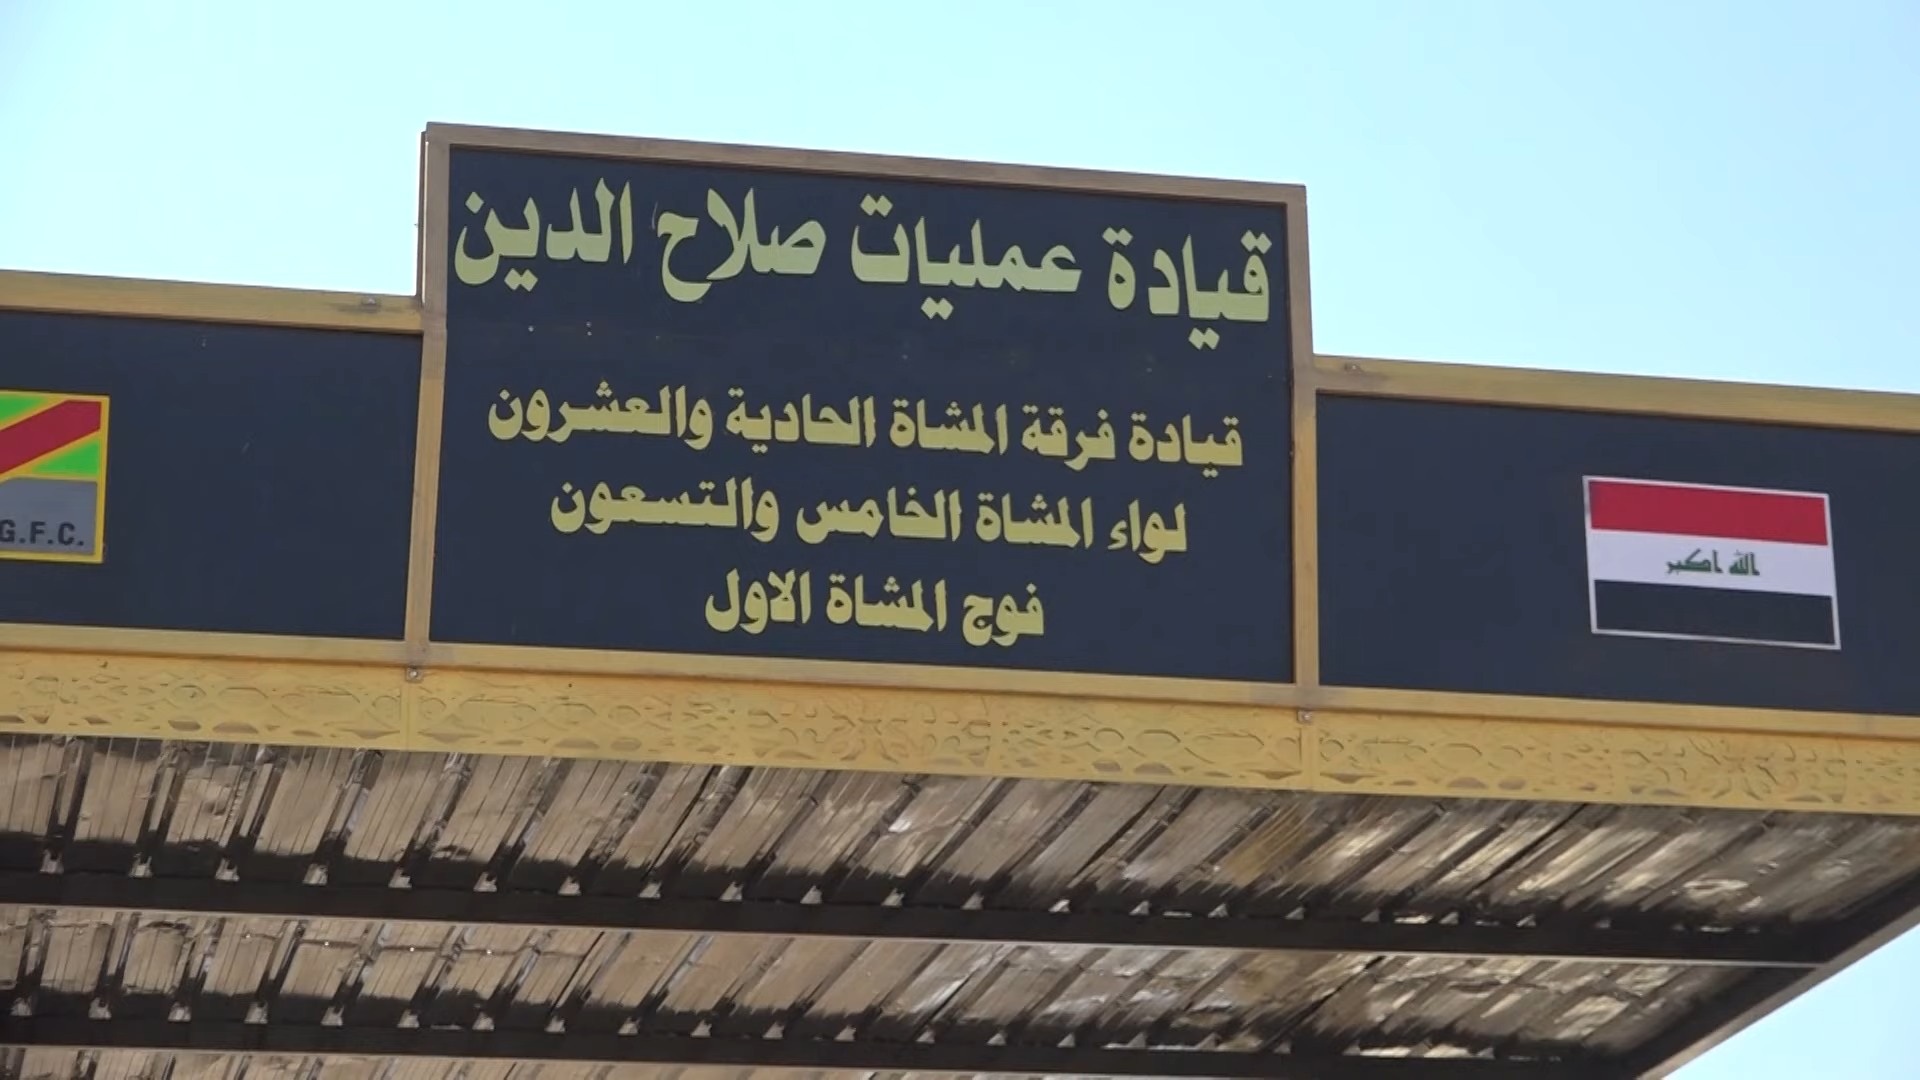 قيادة عمليات صلاح الدين
قيادة فرقة المشاة الحادية والعشرون
لواء المشاة الخامس والتسعون
فوج المشاة الاول
الله اكبر
G.F.C.